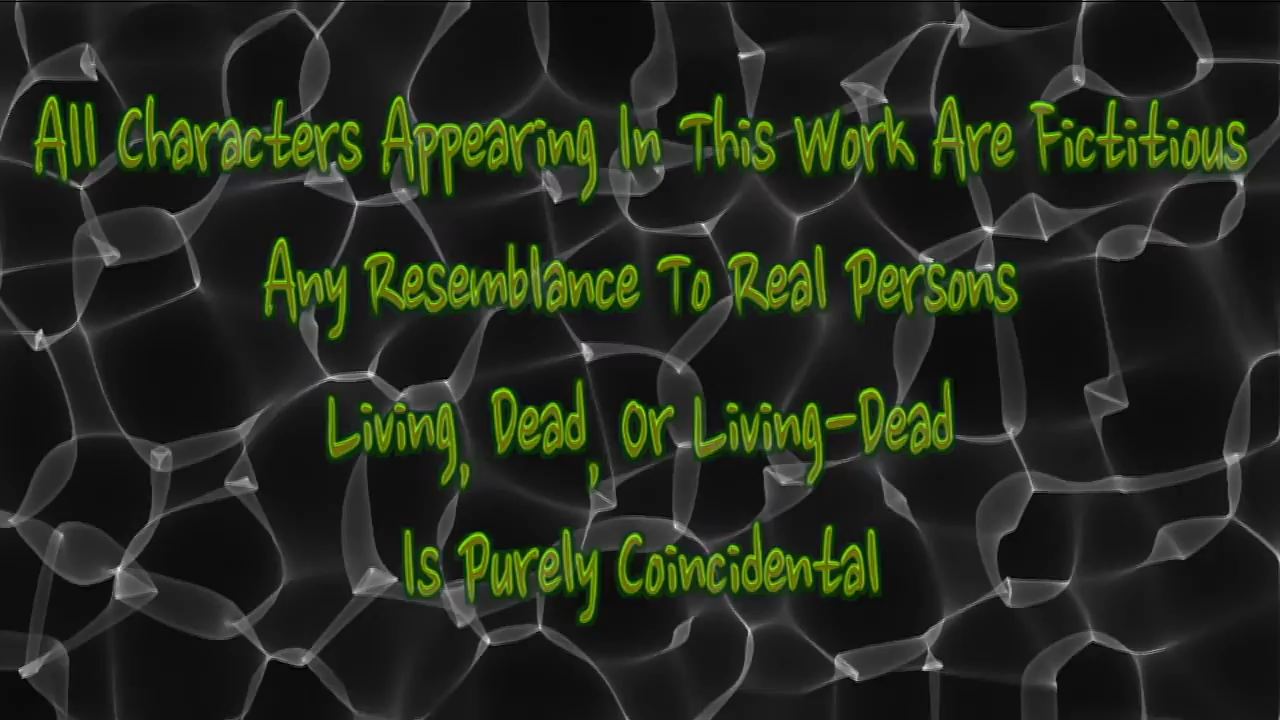 All Characters Appearing In This Work Are Fictitious
Any Resemblance To Real Persons
Living, Dead, Or Living-Dead
Is Purely Coincidental